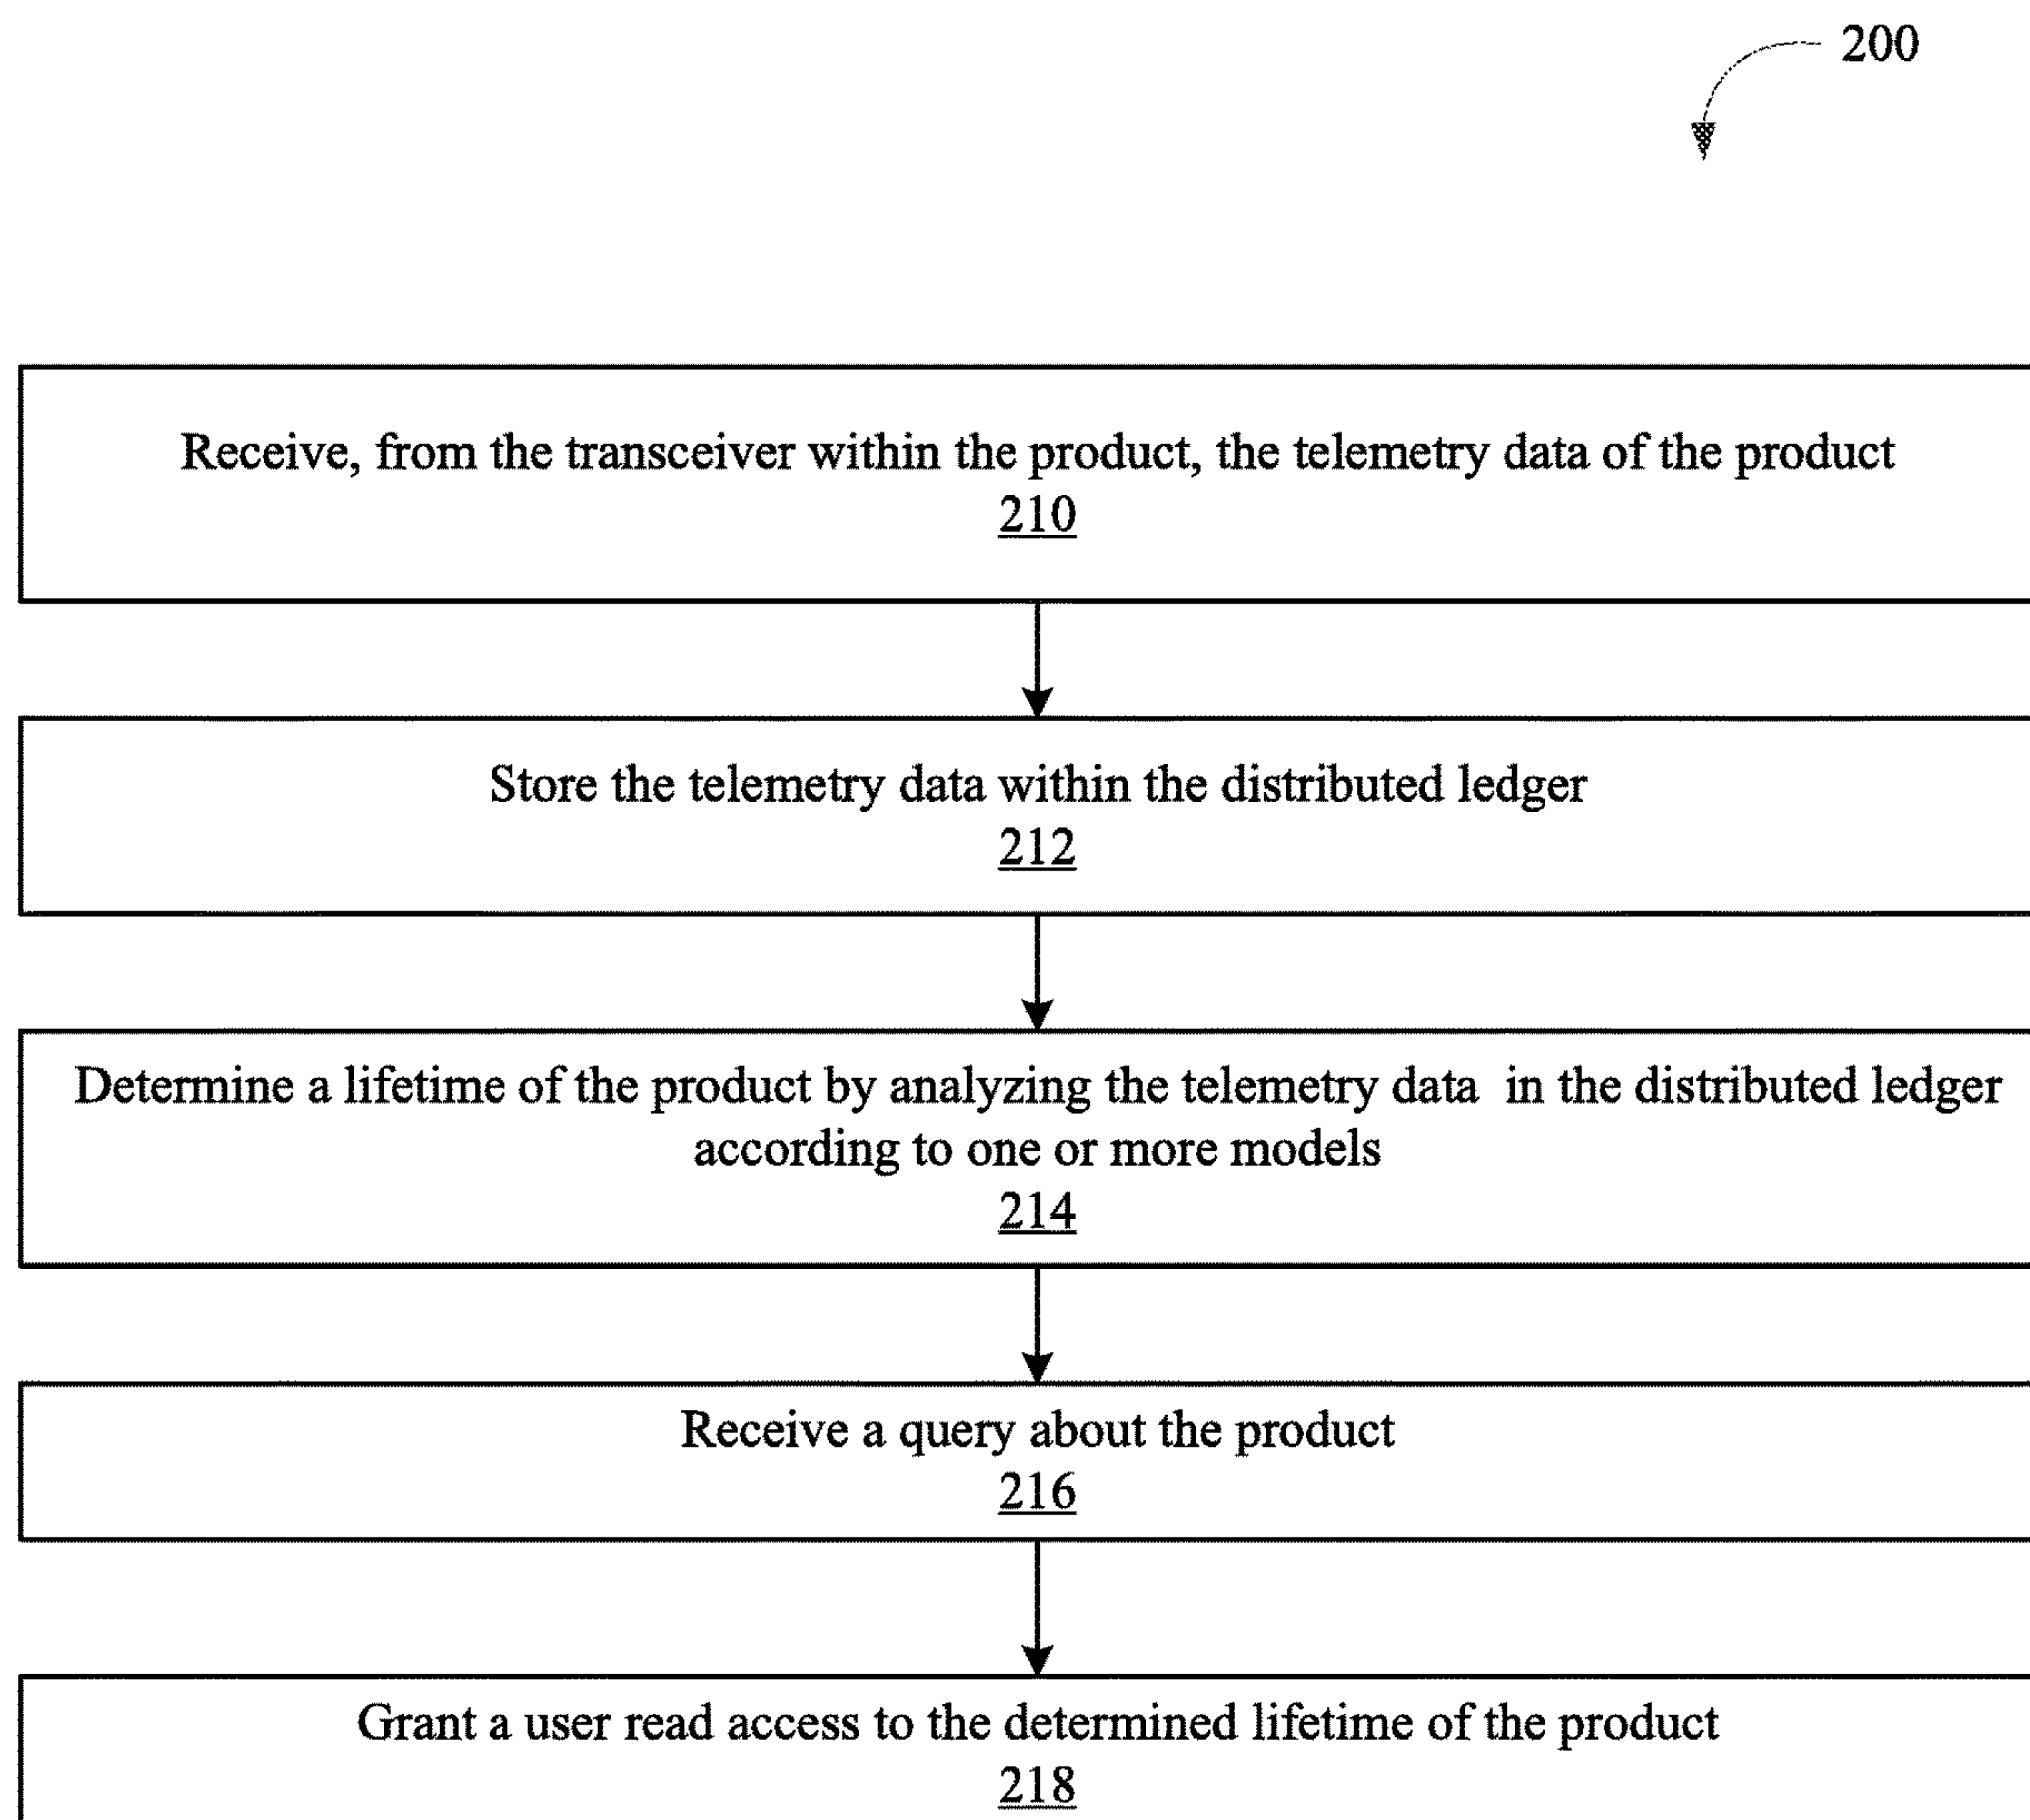 200
Receive, from the transceiver within the product, the telemetry data of the product
210
Store the telemetry data within the distributed ledger
212
Determine a lifetime of the product by analyzing the telemetry data in the distributed ledger
according to one or more models
214
Receive a query about the product
216
Grant a user read access to the determined lifetime of the product
218